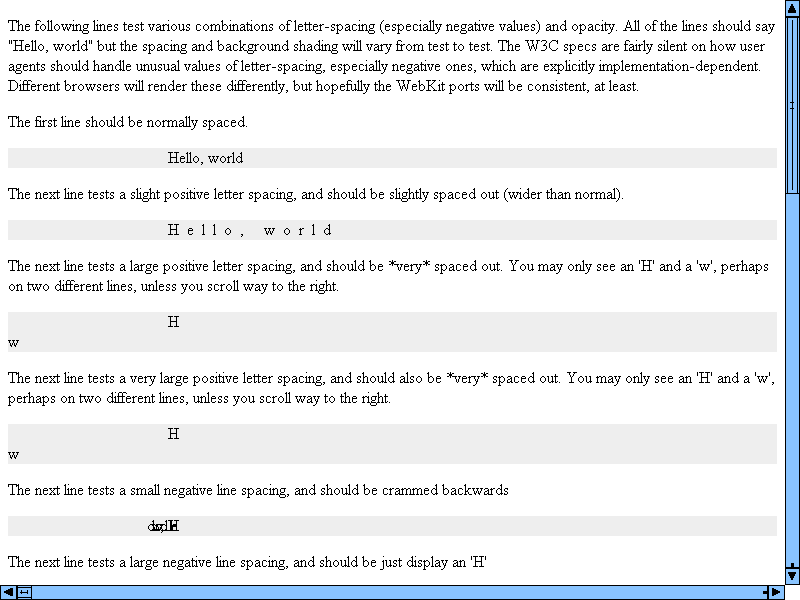 The following lines test various combinations of letter-spacing (especially negative values) and opacity. All of the lines should say
"Hello, world" but the spacing and background shading will vary from test to test. The W3C specs are fairly silent on how user
agents should handle unusual values of letter-spacing, especially negative ones, which are explicitly implementation-dependent.
Different browsers will render these differently, but hopefully the WebKit ports will be consistent, at least.
The first line should be normally spaced.
Hello, world
The next line tests a slight positive letter spacing, and should be slightly spaced out (wider than normal).
H e l l o , w o r l d
The next line tests a large positive letter spacing, and should be *very* spaced out. You may only see an 'H' and a 'w', perhaps
on two different lines, unless you scroll way to the right.
H
w
The next line tests a very large positive letter spacing, and should also be *very* spaced out. You may only see an 'H' and a 'w',
perhaps on two different lines, unless you scroll way to the right.
H
w
The next line tests a small negative line spacing, and should be crammed backwards
The next line tests a large negative line spacing, and should be just display an 'H'